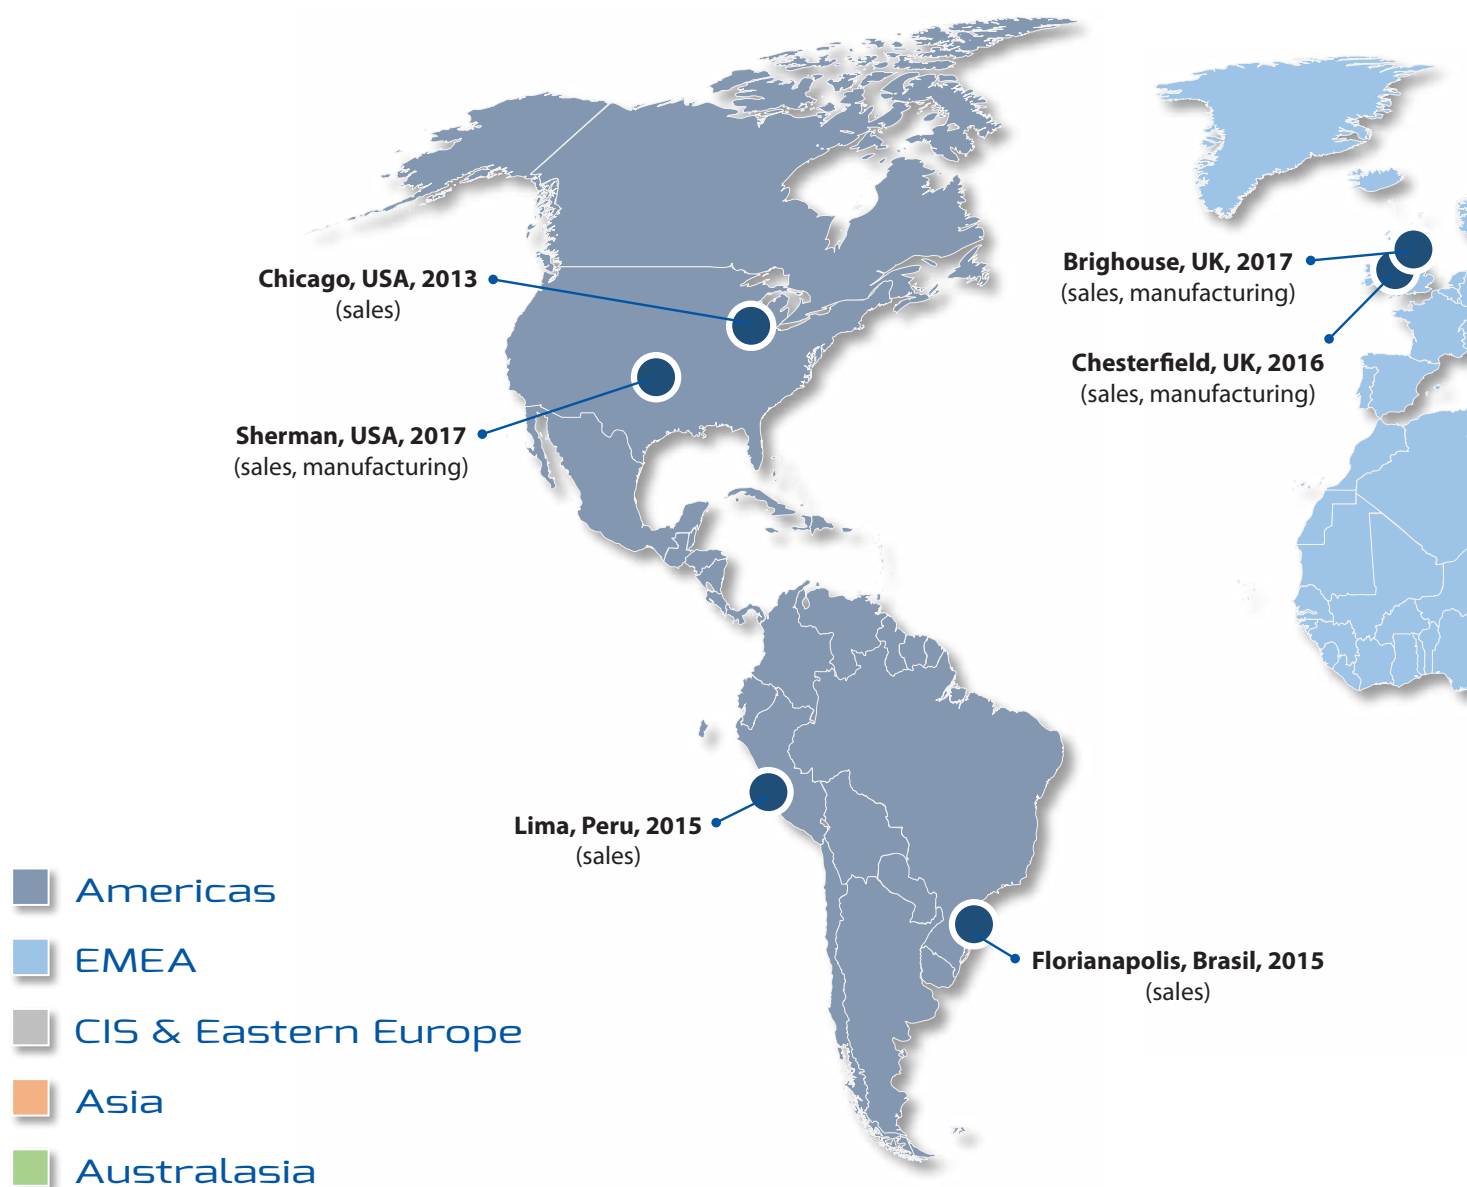 Chicago, USA, 2013
(sales)
Sherman, USA, 2017
(sales, manufacturing)
Brighouse, UK, 2017
(sales, manufacturing)
Chesterfield, UK, 2016
(sales, manufacturing)
Lima, Peru, 2015
(sales)
Florianapolis, Brasil, 2015
(sales)
Americas
EMEA
CIS & Eastern Europe
Asia
Australasia